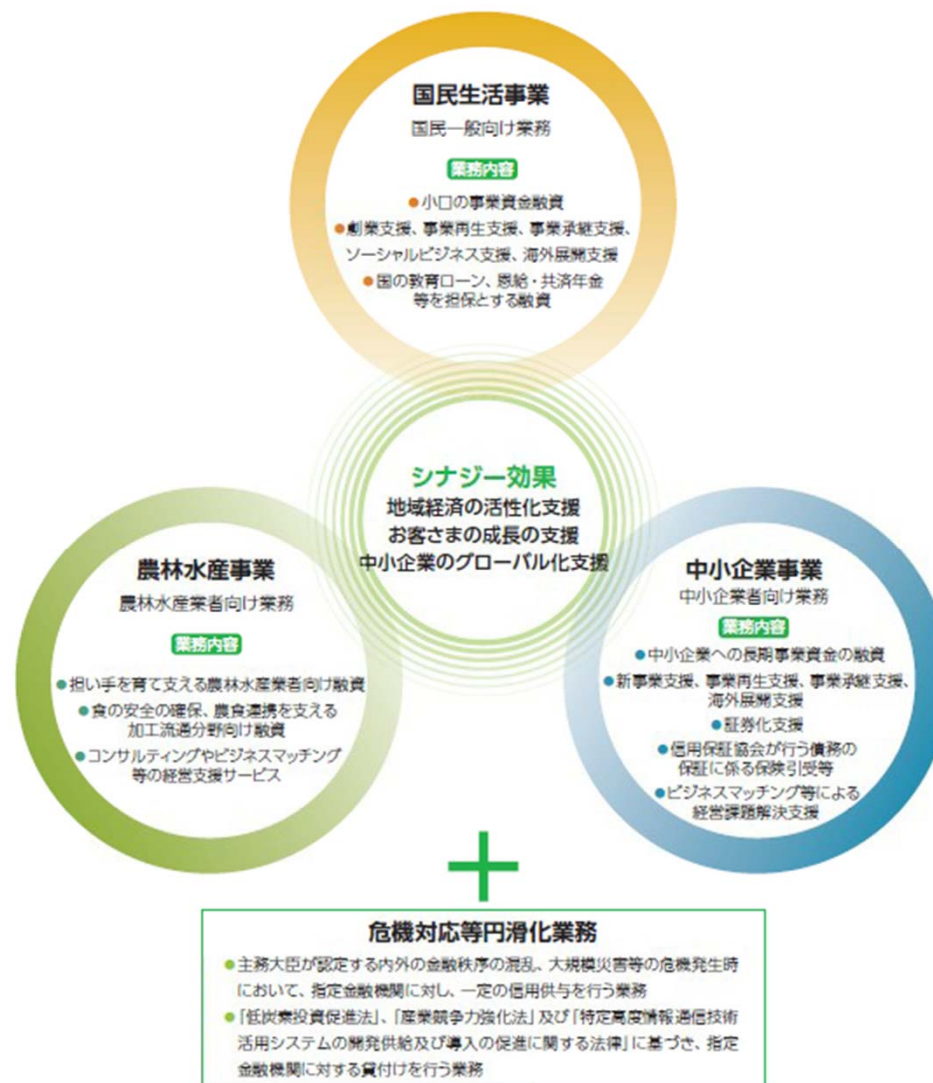 国民生活事業
国民一般向け業務
業務内容
●小口の事業資金融資
●創業支援、事業再生支援、事業承継支援、
ソーシャルビジネス支援、海外展開支援
●国の教育ローン、恩給・共済年金
等を担保とする融資
シナジー効果
地域経済の活性化支援
お客さまの成長の支援
中小企業のグローバル化支援
農林水産事業
農林水産業者向け業務
業務内容
●担い手を育て支える農林水産業者向け融資
●食の安全の確保、農食連携を支える
加工流通分野向け融資
●コンサルティングやビジネスマッチング
等の経営支援サービス
中小企業事業
中小企業者向け業務
業務内容
●中小企業への長期事業資金の融資
●新事業支援、事業再生支援、事業承継支援、
海外展開支援
●証券化支援
●信用保証協会が行う債務の
保証に係る保険引受等
●ビジネスマッチング等による
経営課題解決支援
+
危機対応等円滑化業務
●主務大臣が認定する内外の金融秩序の混乱、大規模災害等の危機発生時
において、指定金融機関に対し、一定の信用供与を行う業務
●「低炭素投資促進法」、「産業競争力強化法」及び「特定高度情報通信技術
活用システムの開発供給及び導入の促進に関する法律」に基づき、指定
金融機関に対する貸付けを行う業務